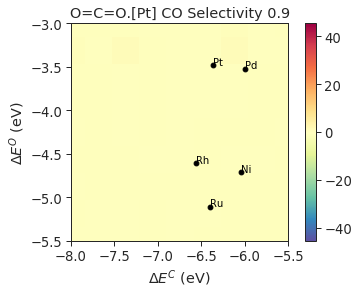 O=C=O.[Pt] CO Selectivity 0.9
−3.0
−3.5
−4.0
−4.5
−5.0
−5.5
ΔE^O (eV)
Pt
Pd
Rh
Ni
Ru
−8.0 −7.5 −7.0 −6.5 −6.0 −5.5
ΔE^C (eV)
40
20
0
−20
−40